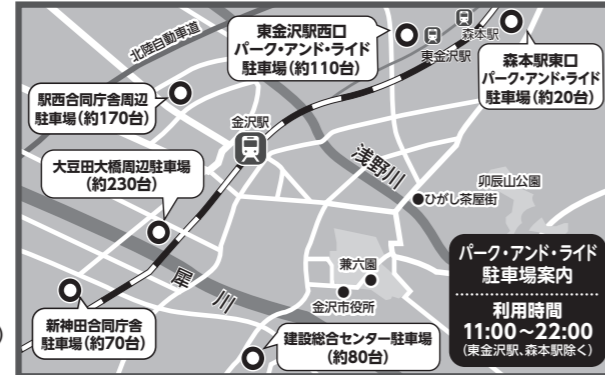 北陸自動車道
東金沢駅西口
パーク・アンド・ライド
駐車場(約110台)
東金沢駅
森本駅
森本駅東口
パーク・アンド・ライド
駐車場(約20台)
駅西合同庁舎周辺
駐車場(約170台)
金沢駅
大豆田大橋周辺駐車場
(約230台)
浅野川
卯辰山公園
ひがし茶屋街
兼六園
金沢市役所
犀川
新神田合同庁舎
駐車場(約70台)
建設総合センター駐車場
(約80台)
パーク・アンド・ライド
駐車場案内
利用時間
11:00～22:00
(東金沢駅、森本駅除く)
)